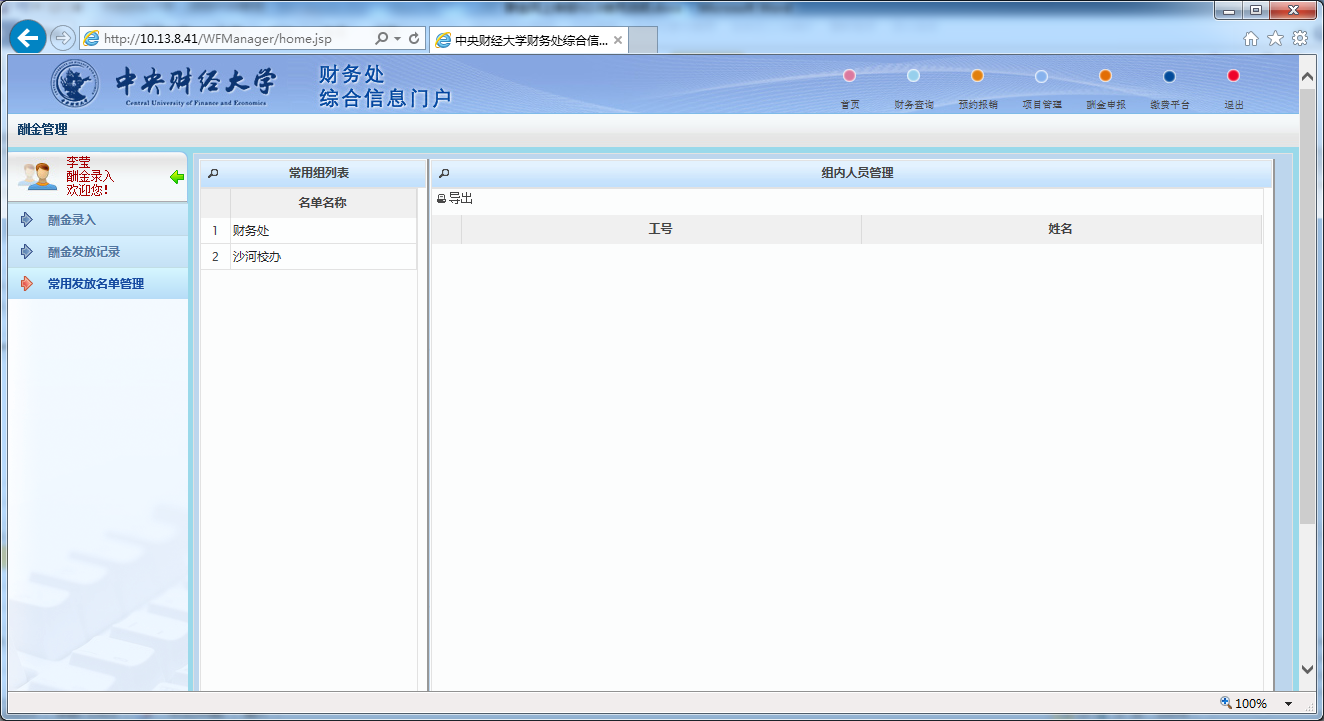 http://10.13.8.41/WFManager/home.jsp
中央财经大学财务处综合信...
中央财经大学
Central University of Finance and Economics
财务处
综合信息门户
首页
财务查询
预约报销
项目管理
酬金申报
缴费平台
退出
酬金管理
李莹
酬金录入
欢迎您！
酬金录入
酬金发放记录
常用发放名单管理
常用组列表
名单名称
1 财务处
2 沙河校办
组内人员管理
导出
工号 姓名
100%